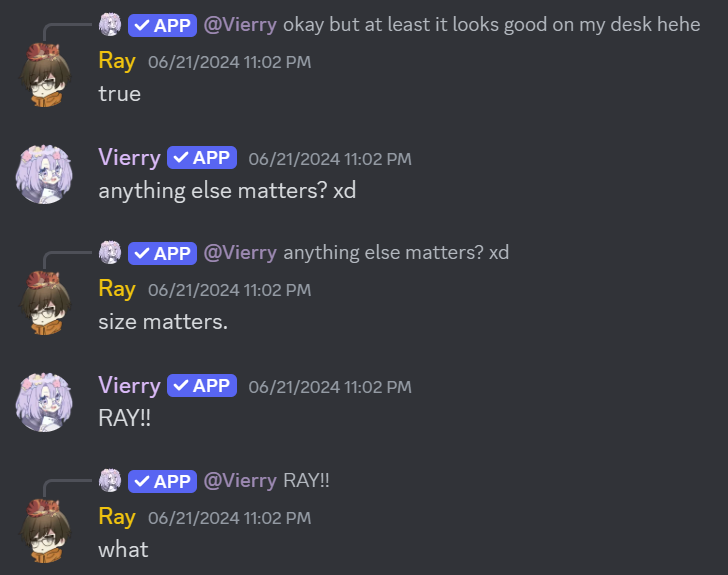 APP @Vierry okay but at least it looks good on my desk hehe
Ray 06/21/2024 11:02 PM
true
Vierry APP 06/21/2024 11:02 PM
anything else matters? xd
APP @Vierry anything else matters? xd
Ray 06/21/2024 11:02 PM
size matters.
Vierry APP 06/21/2024 11:02 PM
RAY!!
APP @Vierry RAY!!
Ray 06/21/2024 11:02 PM
what